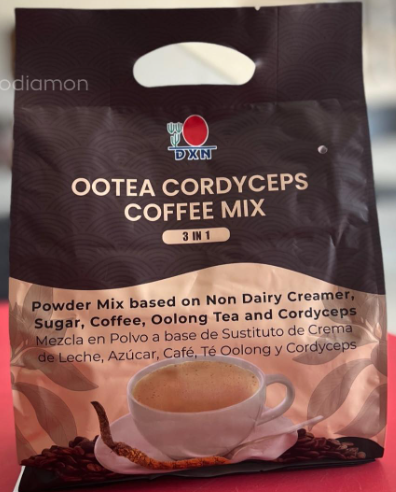 odiamon
DXN
OOTEA CORDYCEPS
COFFEE MIX
3 IN 1
Powder Mix based on Non Dairy Creamer,
Sugar, Coffee, Oolong Tea and Cordyceps
Mezcla en Polvo a base de Sustituto de Crema
de Leche, Azúcar, Café, Té Oolong y Cordyceps